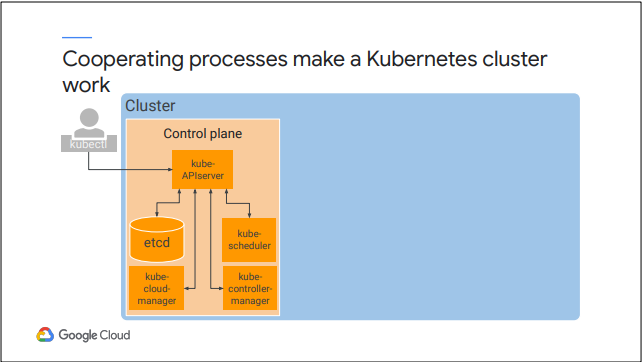 Cooperating processes make a Kubernetes cluster
work
Cluster
kubectl
Control plane
kube-
APIserver
etcd
kube-
scheduler
kube-
cloud-
manager
kube-
controller-
manager
Google Cloud